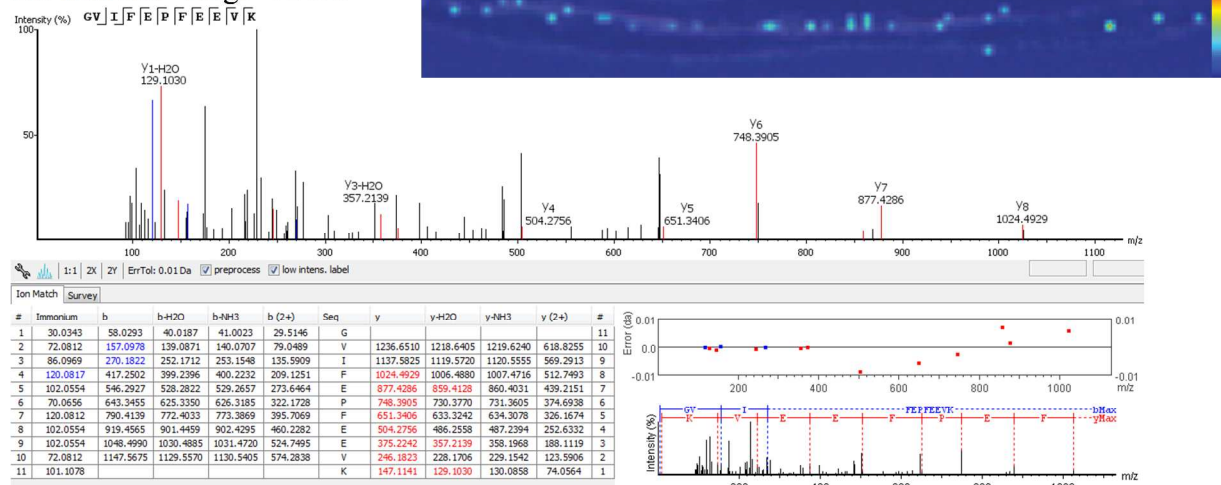 Intensity (%) GV I F E P F E E V K
100
50
y1-H2O
129.1030
y3-H2O
357.2139
y4
504.2756
y5
651.3406
y6
748.3905
y7
877.4286
y8
1024.4929
100 200 300 400 500 600 700 800 900 1000 1100 m/z
1:1 2X 2Y ErrTol: 0.01 Da preprocess low intens. label
Ion Match Survey
# Immonium b b-H2O b-NH3 b (2+) Seq y y-H2O y-NH3 y (2+) #
1 30.0343 58.0293 40.0187 41.0023 29.5146 G 11
2 72.0812 157.0978 139.0871 140.0707 79.0489 V 1236.6510 1218.6405 1219.6240 618.8255 10
3 86.0969 270.1822 252.1712 253.1548 135.5909 I 1137.5825 1119.5720 1120.5555 569.2913 9
4 120.0817 417.2502 399.2396 400.2232 209.1251 F 1024.4929 1006.4880 1007.4716 512.7493 8
5 102.0554 546.2927 528.2822 529.2657 273.6464 E 877.4286 859.4128 860.4031 439.2151 7
6 70.0656 643.3455 625.3350 626.3185 322.1728 P 748.3905 730.3770 731.3605 374.6938 6
7 120.0812 790.4139 772.4033 773.3869 395.7069 F 651.3406 633.3242 634.3078 326.1674 5
8 102.0554 919.4565 901.4459 902.4295 460.2282 E 504.2756 486.2558 487.2394 252.6332 4
9 102.0554 1048.4990 1030.4885 1031.4720 524.7495 E 375.2242 357.2139 358.1968 188.1119 3
10 72.0812 1147.5675 1129.5570 1130.5405 574.2838 V 246.1823 228.1706 229.1542 123.5906 2
11 101.1078 K 147.1141 129.1030 130.0858 74.0564 1
Error (da)
0.01 0.01
0.0
-0.01 -0.01
200 400 600 800 1000 m/z
Intensity (%)
GV I FEPFEEVK bMax
K V E E F P E F yMax
m/z